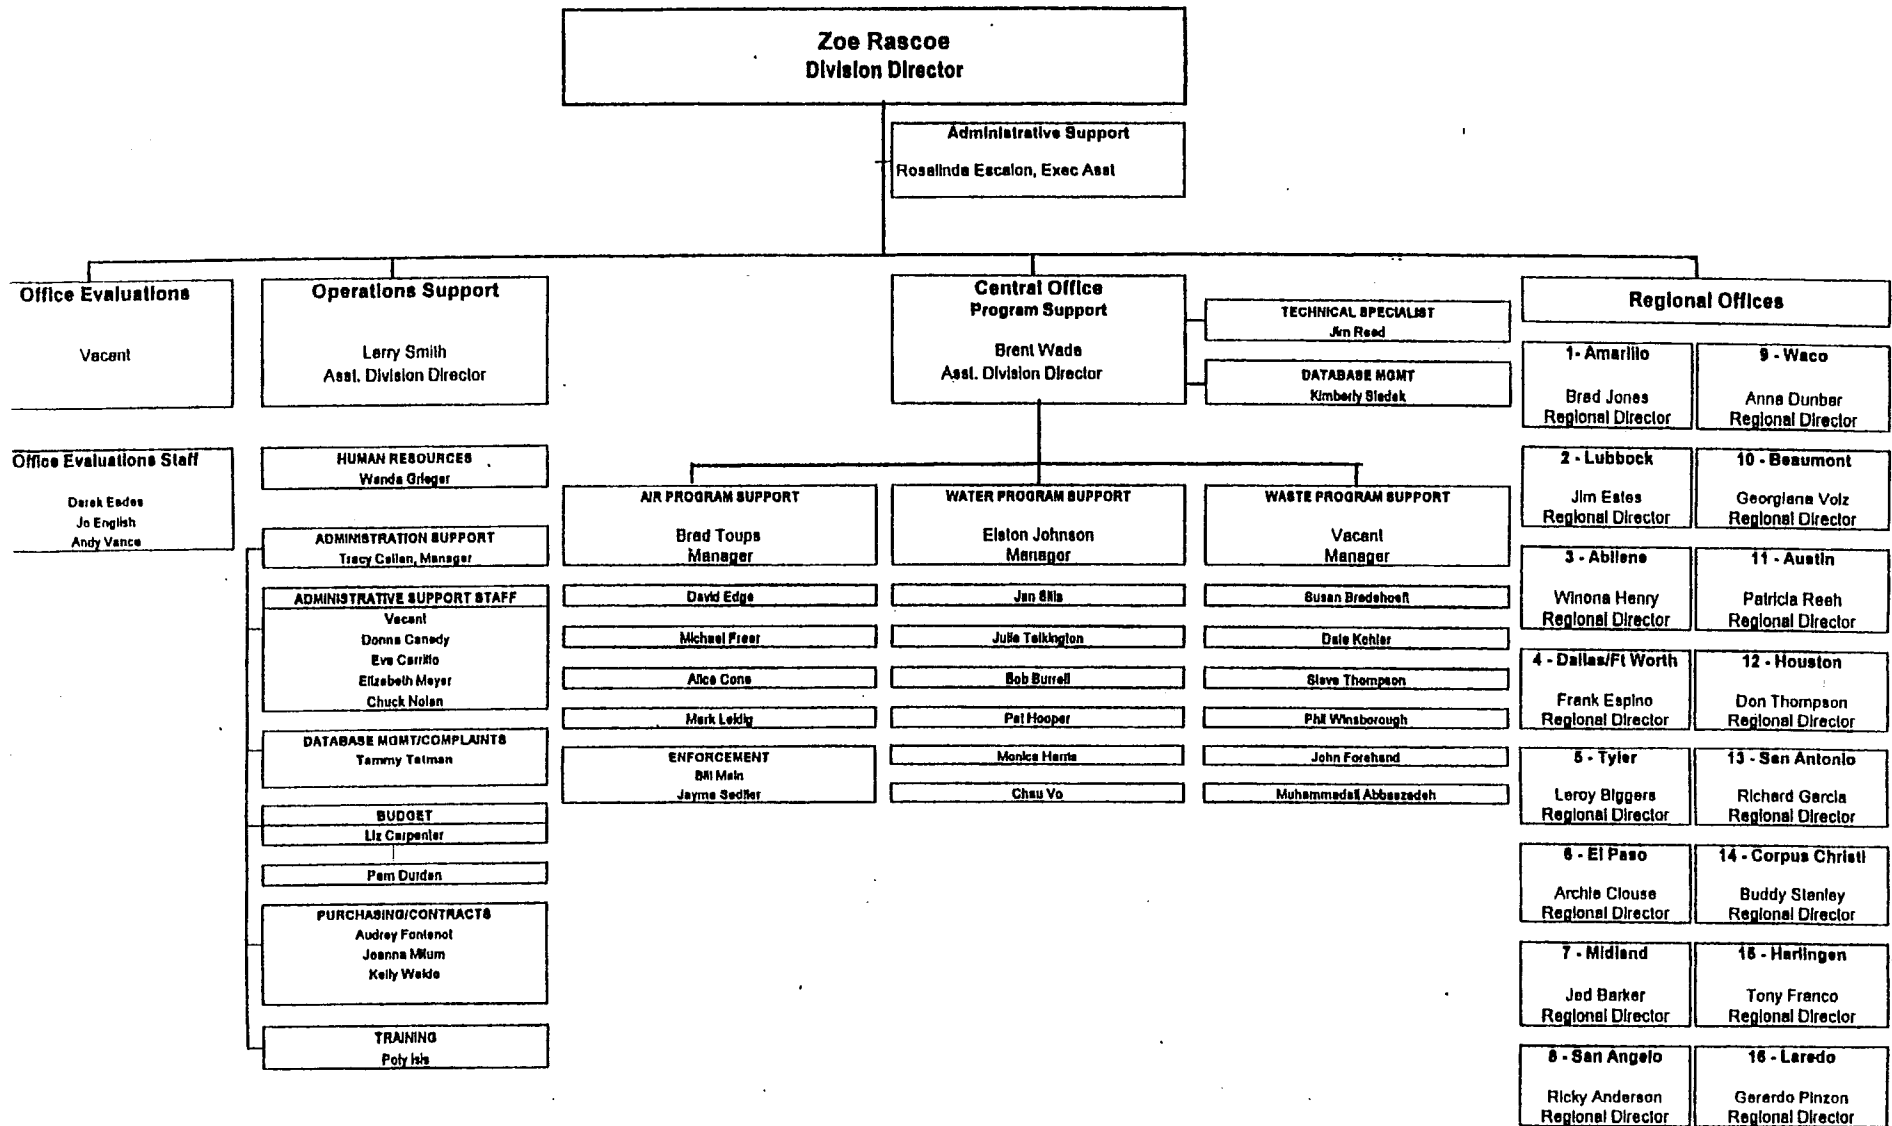 Zoe Rascoe
Division Director
Administrative Support
Rosalinda Escalon, Exec Asst
Office Evaluations
Vacant
Office Evaluations Staff
Derek Eades
Jo English
Andy Vance
Operations Support
Larry Smith
Asst. Division Director
HUMAN RESOURCES
Wanda Grieger
ADMINISTRATION SUPPORT
Tracy Callen, Manager
ADMINISTRATIVE SUPPORT STAFF
Vacant
Donna Canedy
Eva Carrillo
Elizabeth Meyer
Chuck Nolan
DATABASE MGMT/COMPLAINTS
Tammy Tatman
BUDGET
Liz Carpenter
Pam Durden
PURCHASING/CONTRACTS
Audrey Fontenot
Joanna Milum
Kelly
TRAINING
Central Office
Program Support
Brent Wade
Asst. Division Director
TECHNICAL SPECIALIST
Jim Reed
DATABASE MGMT
Kimberly Sladek
AIR PROGRAM SUPPORT
Brad Toups
Manager
David Edge
Michael Freer
Alice Cone
Mark Leidig
ENFORCEMENT
Bill Main
Jayme
WATER PROGRAM SUPPORT
Elston Johnson
Manager
Jan Sills
Julie Talkington
Bob Burrell
Pat Hooper
Monica Harris
Chau Vo
WASTE PROGRAM SUPPORT
Vacant
Manager
Susan Bredehoeft
Dale Kohler
Steve Thompson
Phil Winsborough
John Forehand
Muhammadali Abbaszadeh
Regional Offices
1- Amarillo
Brad Jones
Regional Director
2 - Lubbock
Jim Estes
Regional Director
3 - Abilene
Winona Henry
Regional Director
4 - Dallas/Ft Worth
Frank Espino
Regional Director
5 - Tyler
Leroy Biggers
Regional Director
6 - El Paso
Archie Clouse
Regional Director
7 - Midland
Jed Barker
Regional Director
8 - San Angelo
Ricky Anderson
Regional Director
9 - Waco
Anna Dunbar
Regional Director
10 - Beaumont
Georgiana Volz
Regional Director
11 - Austin
Patricia Reeh
Regional Director
12 - Houston
Don Thompson
Regional Director
13 - San Antonio
Richard Garcia
Regional Director
14 - Corpus Christi
Buddy Stanley
Regional Director
15 - Harlingen
Tony Franco
Regional Director
16 - Laredo
Gerardo Pinzon
Regional Director